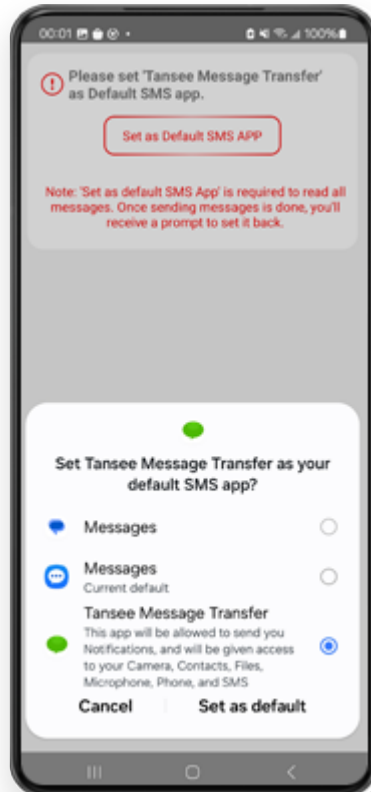 00:01
100%
Please set 'Tansee Message Transfer'
as Default SMS app.
Set as Default SMS APP
Note: 'Set as default SMS App' is required to read all
messages. Once sending messages is done, you'll
receive a prompt to set it back.
Set Tansee Message Transfer as your
default SMS app?
Messages
Messages
Current default
Tansee Message Transfer
This app will be allowed to send you
Notifications, and will be given access
to your Camera, Contacts, Files,
Microphone, Phone, and SMS
Cancel
Set as default